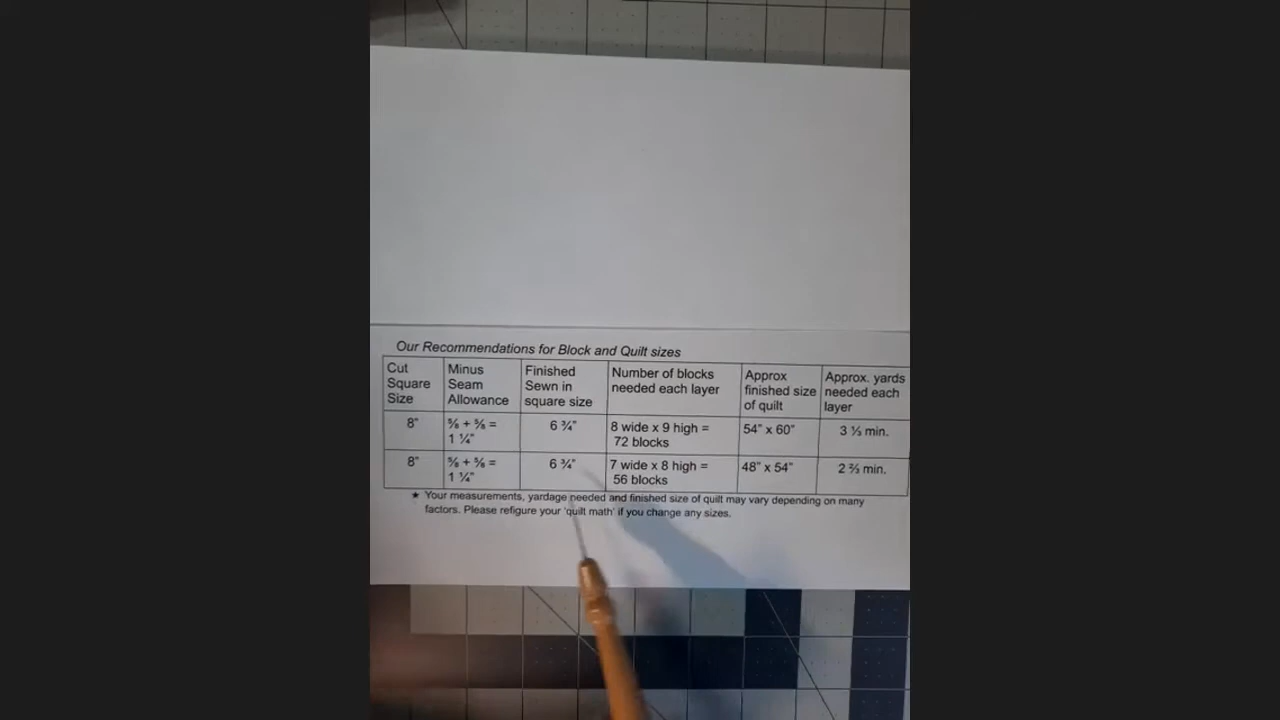 Our Recommendations for Block and Quilt sizes
Cut Square Size | Minus Seam Allowance | Finished Sewn in square size | Number of blocks needed each layer | Approx finished size of quilt | Approx. yards needed each layer
8" | ⅝ + ⅝ = 1 ¼" | 6 ¾" | 8 wide x 9 high = 72 blocks | 54" x 60" | 3 ⅓ min.
8" | ⅝ + ⅝ = 1 ¼" | 6 ¾" | 7 wide x 8 high = 56 blocks | 48" x 54" | 2 ⅔ min.
★ Your measurements, yardage needed and finished size of quilt may vary depending on many
factors. Please refigure your 'quilt math' if you change any sizes.